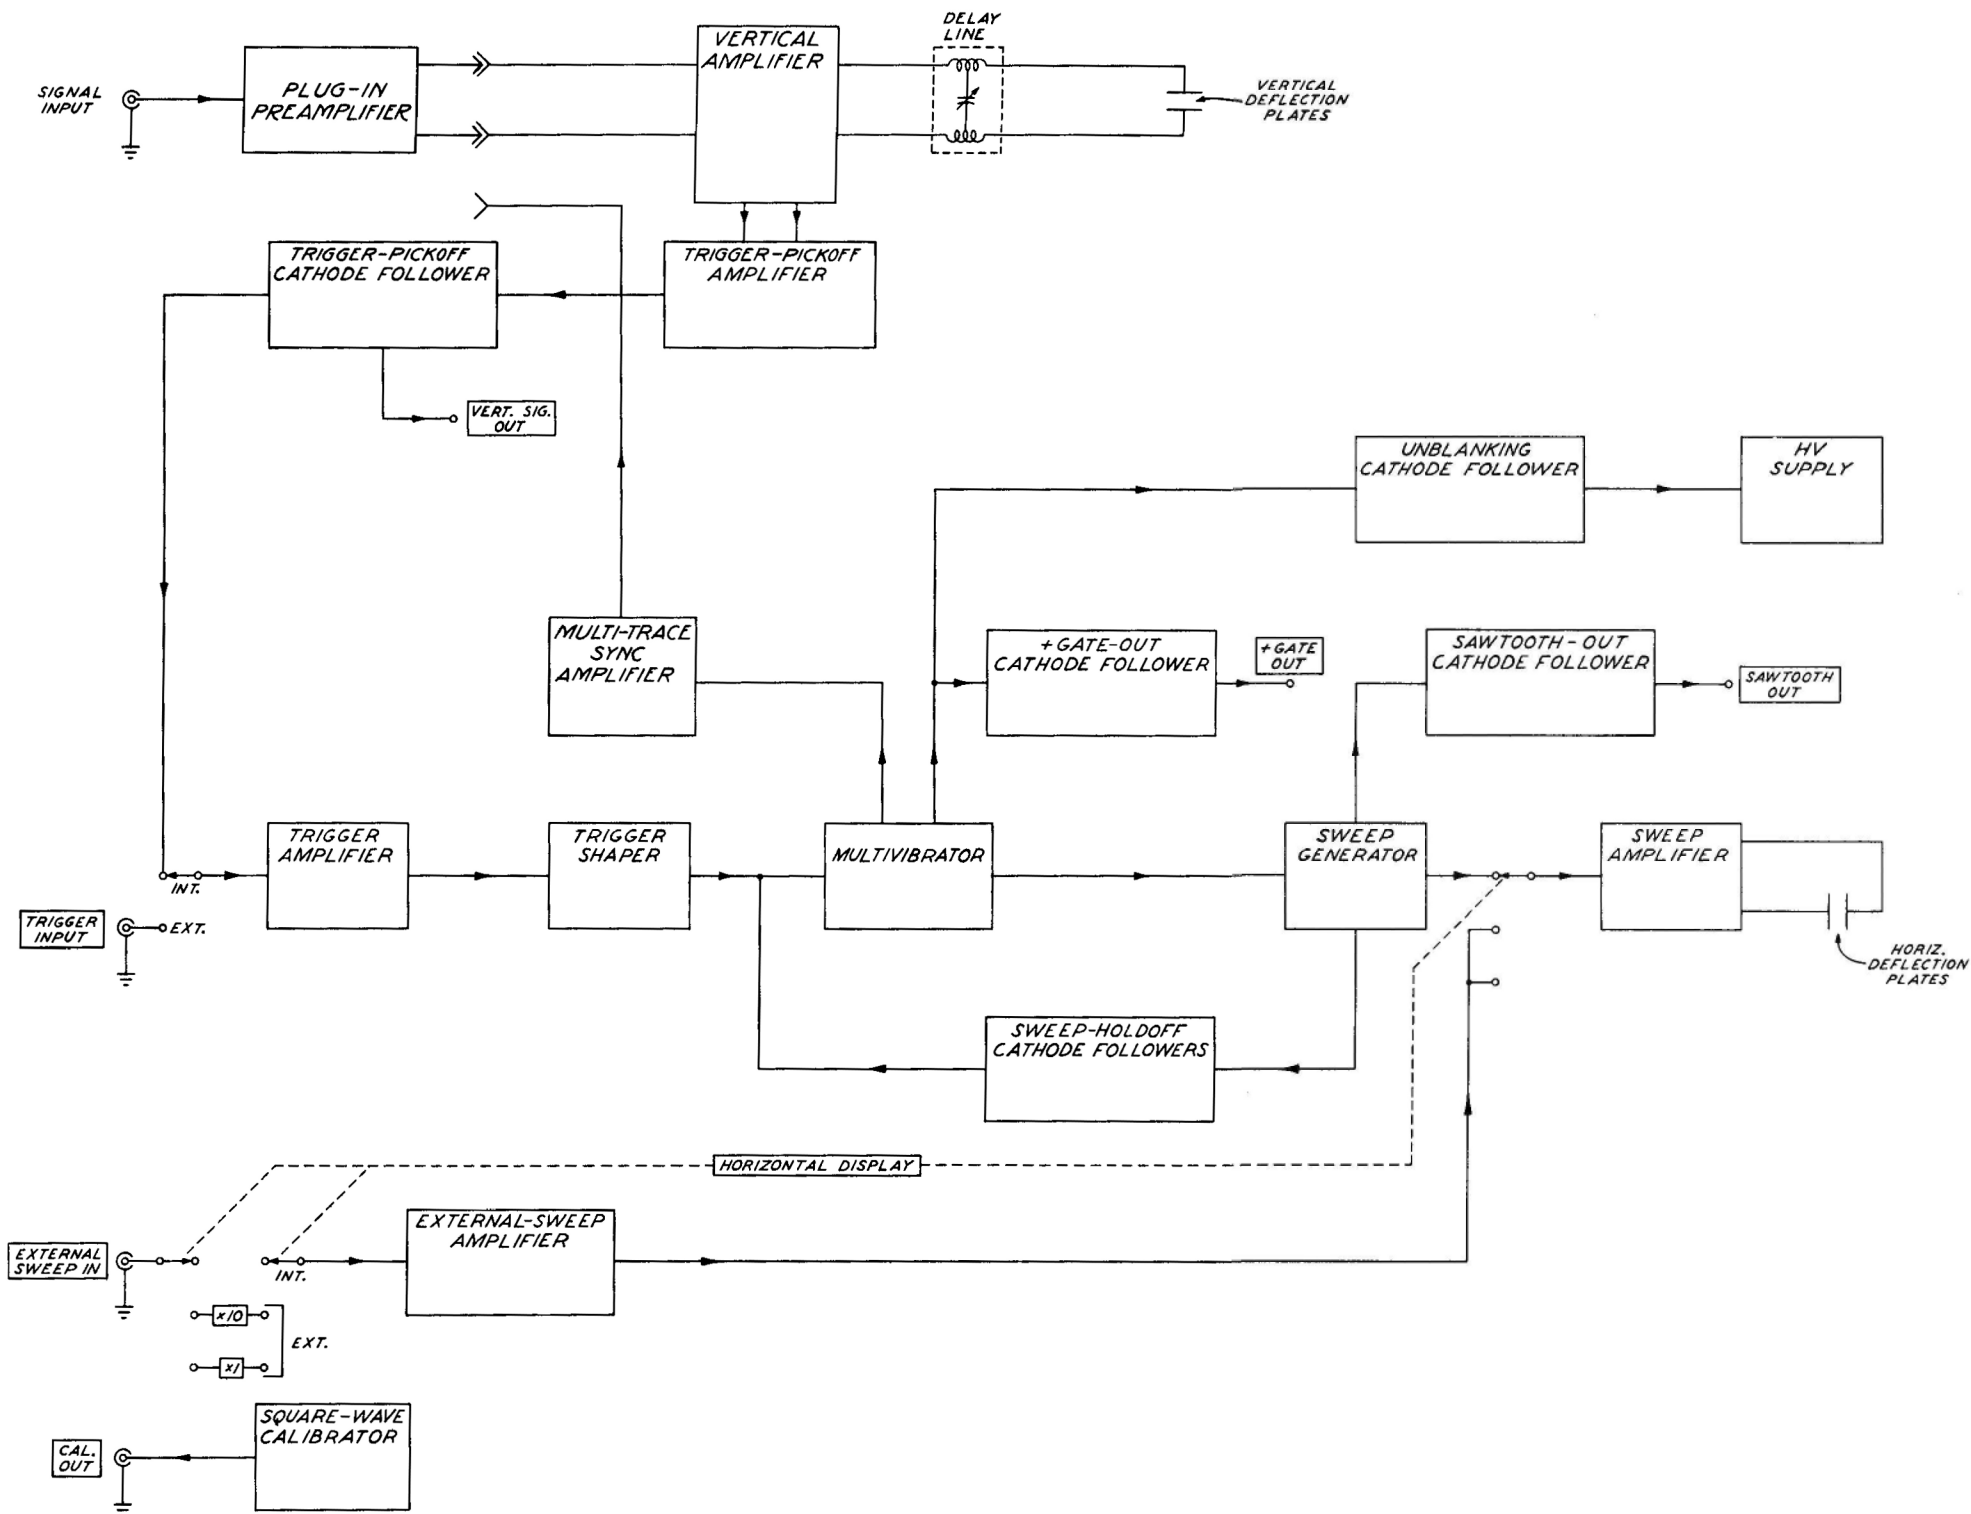 DELAY
LINE
VERTICAL
AMPLIFIER
SIGNAL
INPUT
PLUG-IN
PREAMPLIFIER
VERTICAL
DEFLECTION
PLATES
TRIGGER-PICKOFF
CATHODE FOLLOWER
TRIGGER-PICKOFF
AMPLIFIER
VERT. SIG.
OUT
UNBLANKING
CATHODE FOLLOWER
HV
SUPPLY
MULTI-TRACE
SYNC
AMPLIFIER
+GATE-OUT
CATHODE FOLLOWER
+GATE
OUT
SAWTOOTH-OUT
CATHODE FOLLOWER
SAWTOOTH
OUT
TRIGGER
AMPLIFIER
TRIGGER
SHAPER
MULTIVIBRATOR
SWEEP
GENERATOR
SWEEP
AMPLIFIER
INT.
TRIGGER
INPUT
EXT.
HORIZ.
DEFLECTION
PLATES
SWEEP-HOLDOFF
CATHODE FOLLOWERS
HORIZONTAL DISPLAY
EXTERNAL
SWEEP IN
INT.
EXTERNAL-SWEEP
AMPLIFIER
X10
EXT.
X1
SQUARE-WAVE
CALIBRATOR
CAL.
OUT